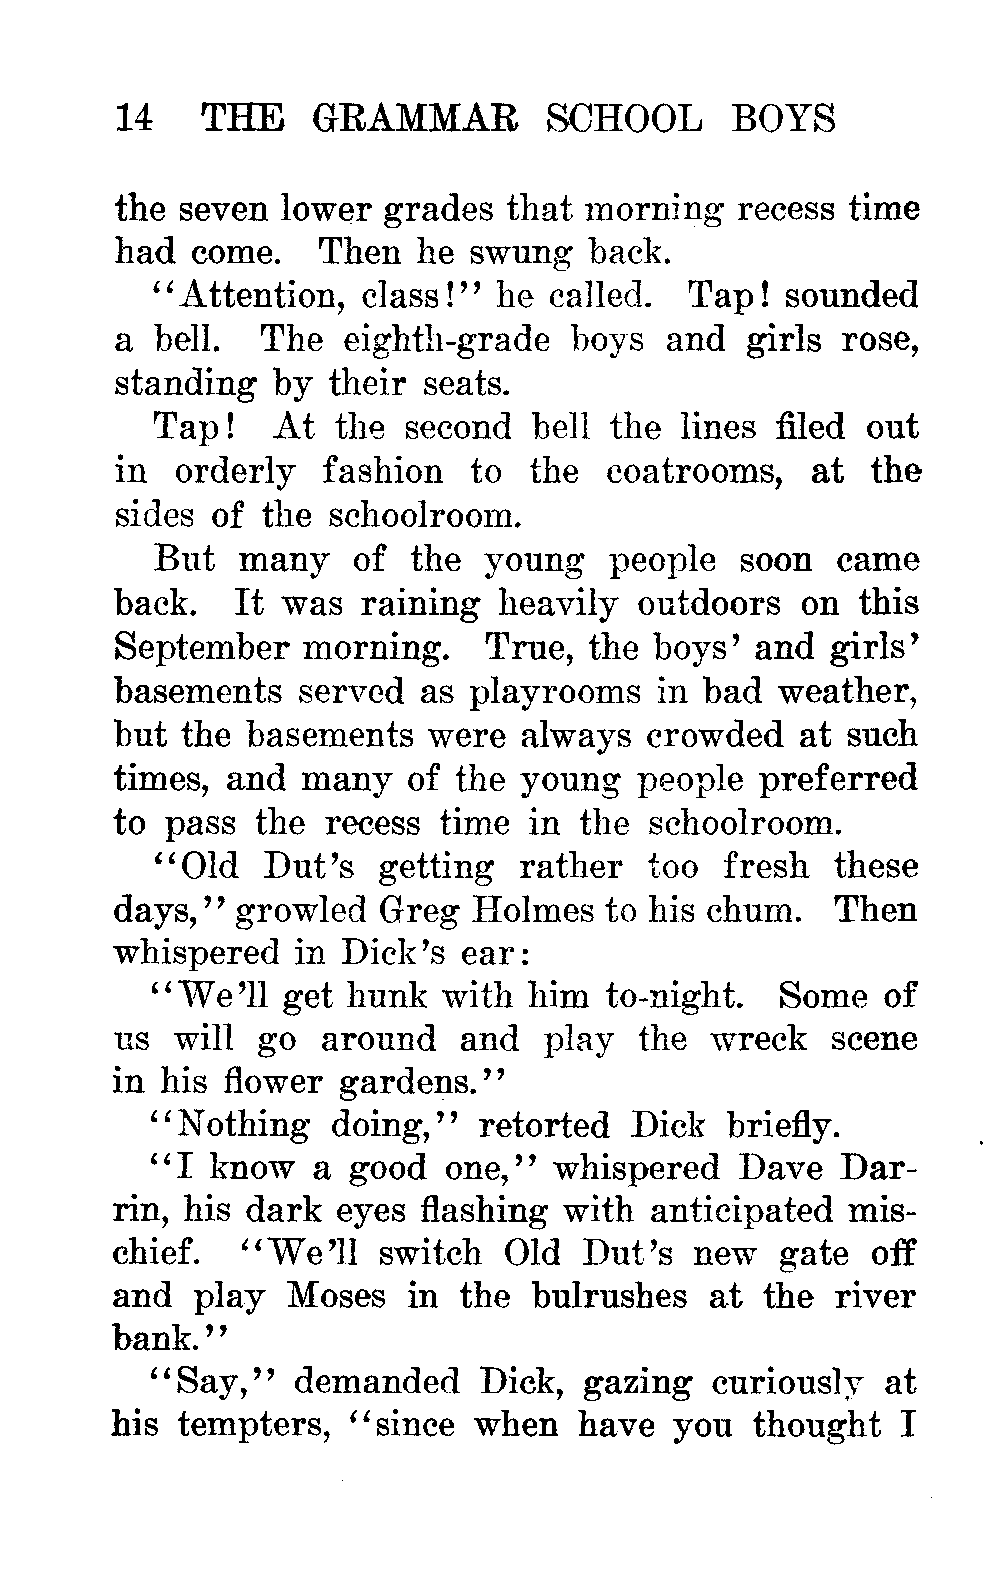 14 THE GRAMMAR SCHOOL BOYS
the seven lower grades that morning recess time
had come. Then he swung back.
"Attention, class!" he called. Tap! sounded
a bell. The eighth-grade boys and girls rose,
standing by their seats.
Tap! At the second bell the lines filed out
in orderly fashion to the coatrooms, at the
sides of the schoolroom.
But many of the young people soon came
back. It was raining heavily outdoors on this
September morning. True, the boys' and girls'
basements served as playrooms in bad weather,
but the basements were always crowded at such
times, and many of the young people preferred
to pass the recess time in the schoolroom.
"Old Dut's getting rather too fresh these
days," growled Greg Holmes to his chum. Then
whispered in Dick's ear:
"We'll get hunk with him to-night. Some of
us will go around and play the wreck scene
in his flower gardens."
"Nothing doing," retorted Dick briefly.
"I know a good one," whispered Dave Dar-
rin, his dark eyes flashing with anticipated mis-
chief. "We'll switch Old Dut's new gate off
and play Moses in the bulrushes at the river
bank."
"Say," demanded Dick, gazing curiously at
his tempters, "since when have you thought I